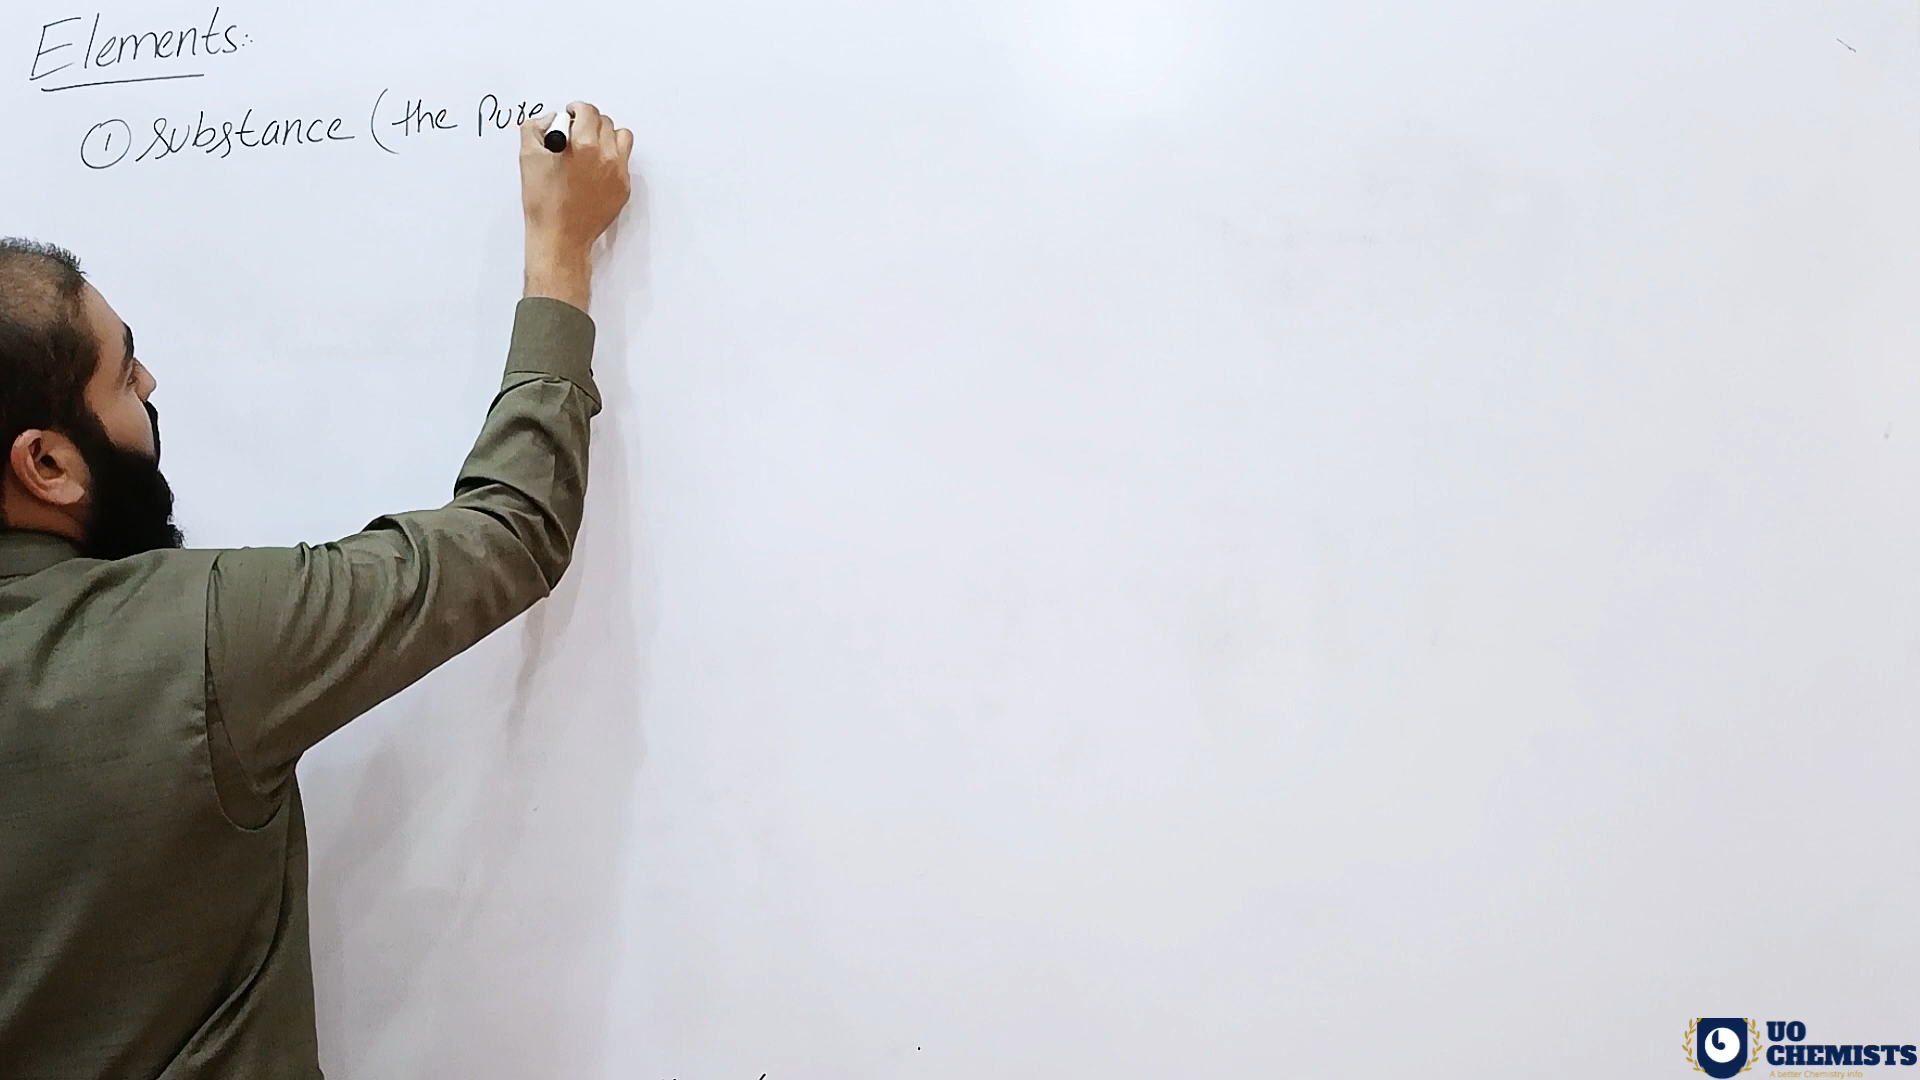 Elements:
① Substance (the Pure
UO
CHEMISTS
A better Chemistry info